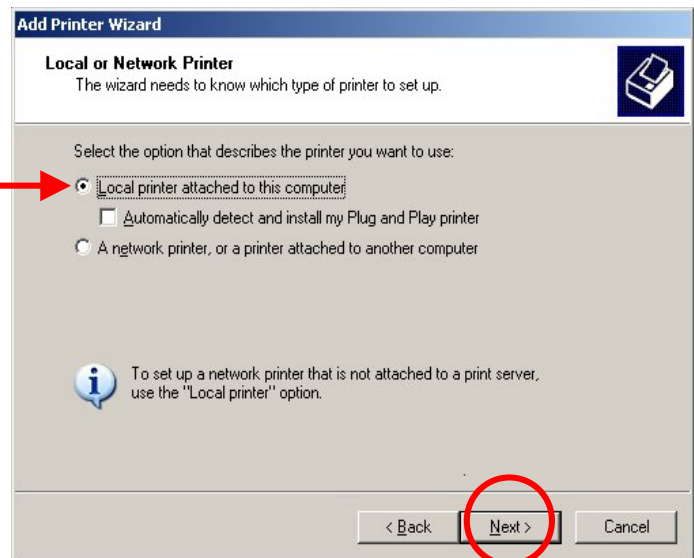 Add Printer Wizard
Local or Network Printer
The wizard needs to know which type of printer to set up.
Select the option that describes the printer you want to use:
Local printer attached to this computer
Automatically detect and install my Plug and Play printer
A network printer, or a printer attached to another computer
To set up a network printer that is not attached to a print server,
use the "Local printer" option.
< Back Next > Cancel